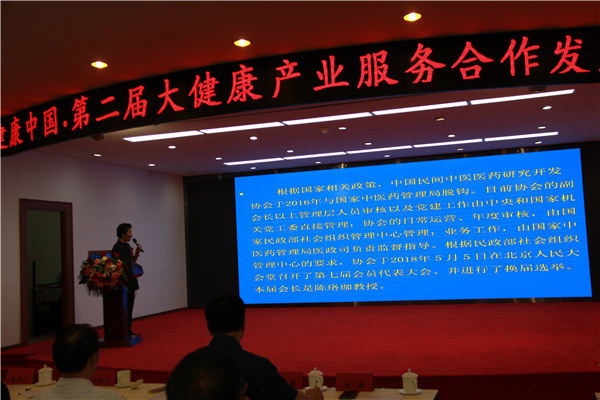 健康中国.第二届大健康产业服务合作发
根据国家相关政策，中国民间中医医药研究开发
协会于2016年与国家中医药管理局脱钩。目前协会的副
会长以上管理层人员审核以及党建工作由中央和国家机
关党工委直接管理；协会的日常运营、年度审核，由国
家民政部社会组织管理中心管理；业务工作，由国家中
医药管理局医政司负责监督指导。根据民政部社会组织
管理中心的要求，协会于2018年５月５日在北京人民大
会堂召开了第七届会员代表大会、并进行了换届选举。
本届会长是陈珞珈教授。